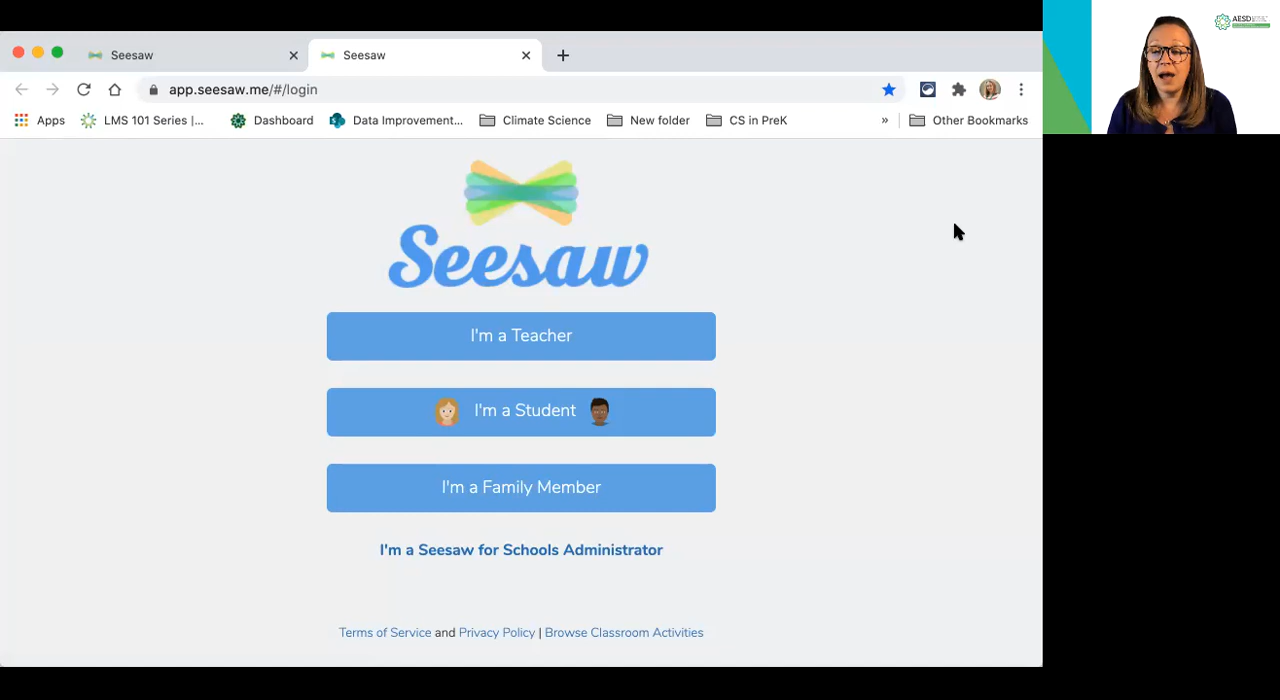 Seesaw
Seesaw
app.seesaw.me/#/login
Apps
LMS 101 Series |...
Dashboard
Data Improvement...
Climate Science
New folder
CS in PreK
»
Other Bookmarks
AESD
Seesaw
I'm a Teacher
I'm a Student
I'm a Family Member
I'm a Seesaw for Schools Administrator
Terms of Service and Privacy Policy | Browse Classroom Activities